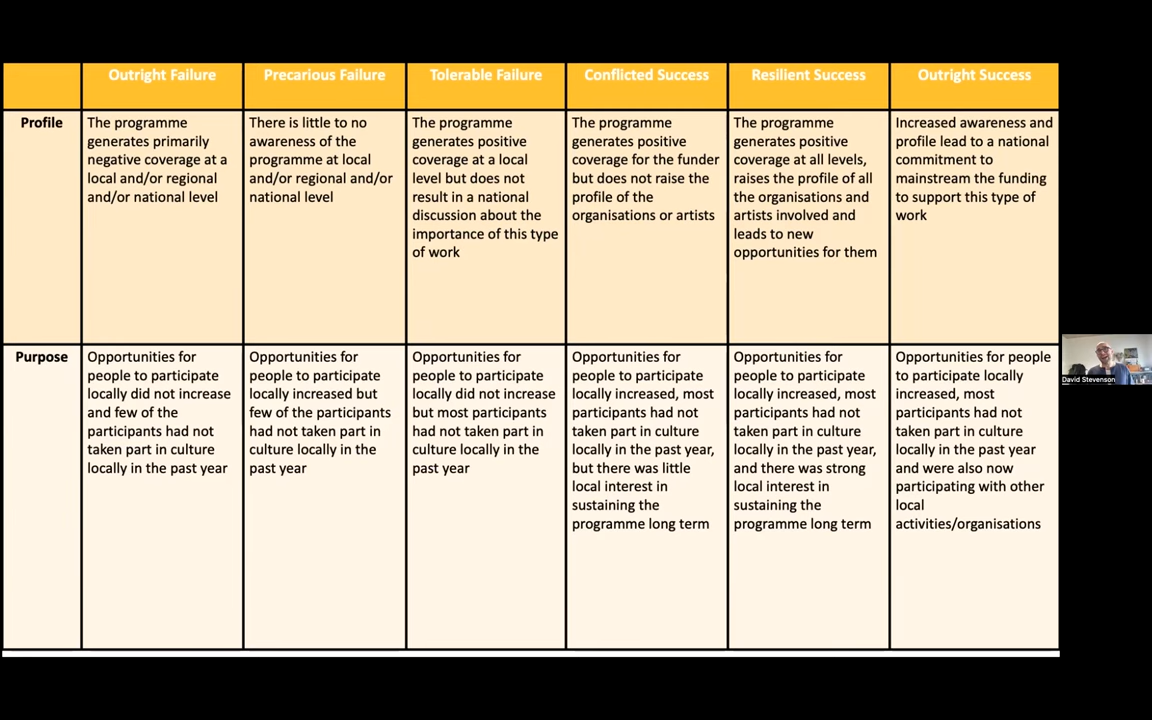 Outright Failure
Precarious Failure
Tolerable Failure
Conflicted Success
Resilient Success
Outright Success
Profile
The programme
generates primarily
negative coverage at a
local and/or regional
and/or national level
There is little to no
awareness of the
programme at local
and/or regional and/or
national level
The programme
generates positive
coverage at a local
level but does not
result in a national
discussion about the
importance of this type
of work
The programme
generates positive
coverage for the funder
but does not raise the
profile of the
organisations or artists
The programme
generates positive
coverage at all levels,
raises the profile of all
the organisations and
artists involved and
leads to new
opportunities for them
Increased awareness and
profile lead to a national
commitment to
mainstream the funding
to support this type of
work
Purpose
Opportunities for
people to participate
locally did not increase
and few of the
participants had not
taken part in culture
locally in the past year
Opportunities for
people to participate
locally increased but
few of the participants
had not taken part in
culture locally in the
past year
Opportunities for
people to participate
locally did not increase
but most participants
had not taken part in
culture locally in the
past year
Opportunities for
people to participate
locally increased, most
participants had not
taken part in culture
locally in the past year,
but there was little
local interest in
sustaining the
programme long term
Opportunities for
people to participate
locally increased, most
participants had not
taken part in culture
locally in the past year,
and there was strong
local interest in
sustaining the
programme long term
Opportunities for people
to participate locally
increased, most
participants had not
taken part in culture
locally in the past year
and were also now
participating with other
local
activities/organisations
David Stevenson